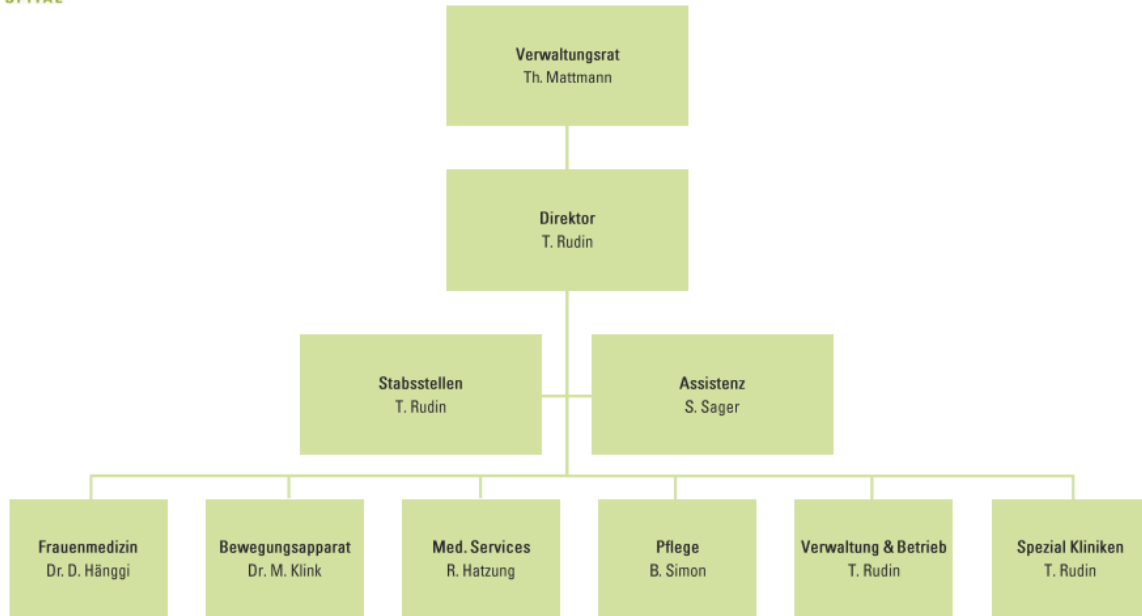 Verwaltungsrat
Th. Mattmann
Direktor
T. Rudin
Stabsstellen
T. Rudin
Assistenz
S. Sager
Frauenmedizin
Dr. D. Hänggi
Bewegungsapparat
Dr. M. Klink
Med. Services
R. Hatzung
Pflege
B. Simon
Verwaltung & Betrieb
T. Rudin
Spezial Kliniken
T. Rudin